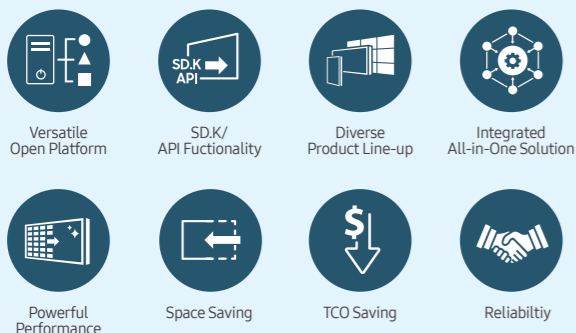 SD.K
API
Versatile
Open Platform
SD.K/
API Fuctionality
Diverse
Product Line-up
Integrated
All-in-One Solution
$
Powerful
Performance
Space Saving
TCO Saving
Reliabiltiy